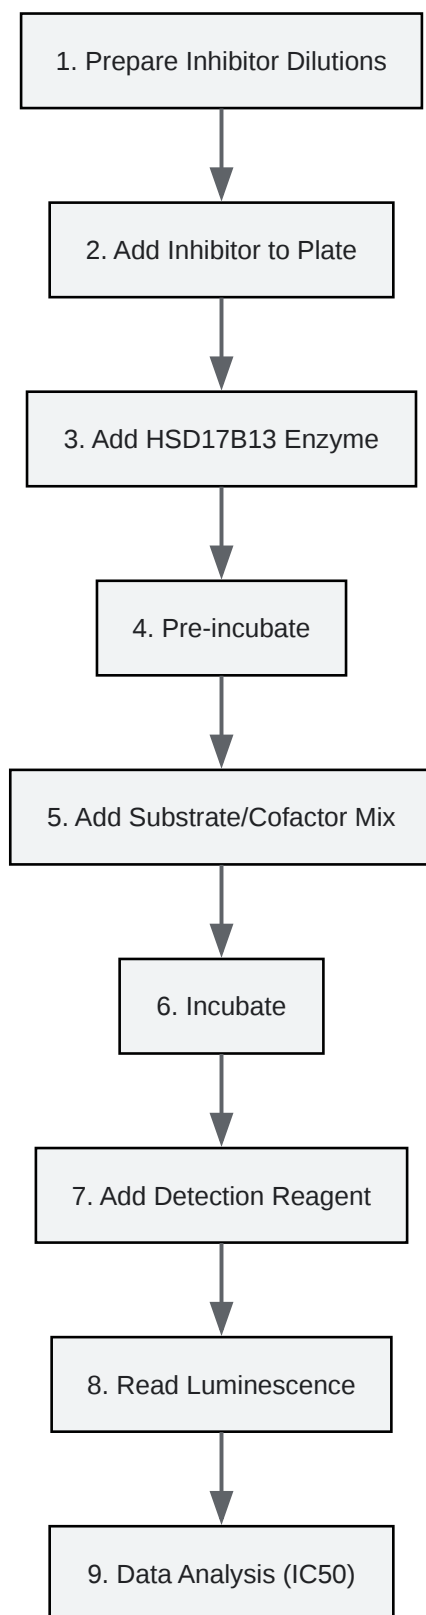 1. Prepare Inhibitor Dilutions
2. Add Inhibitor to Plate
3. Add HSD17B13 Enzyme
4. Pre-incubate
5. Add Substrate/Cofactor Mix
6. Incubate
7. Add Detection Reagent
8. Read Luminescence
9. Data Analysis (IC50)